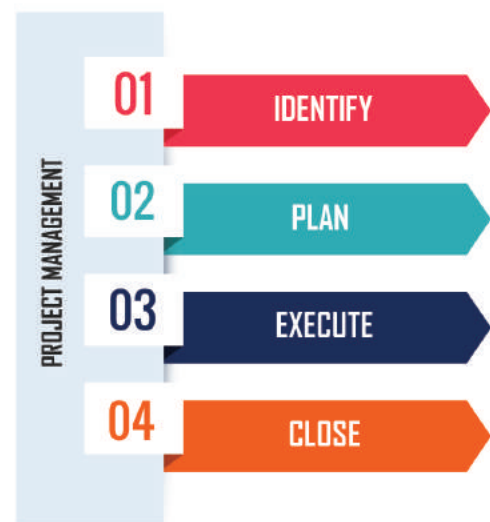 PROJECT MANAGEMENT
01
IDENTIFY
02
PLAN
03
EXECUTE
04
CLOSE